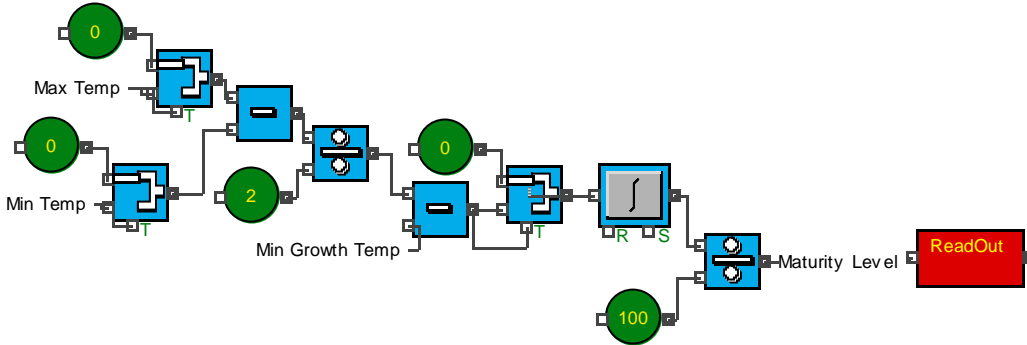 0
Max Temp
T
0
Min Temp
T
2
0
Min Growth Temp
T
R S
Maturity Level
ReadOut
100